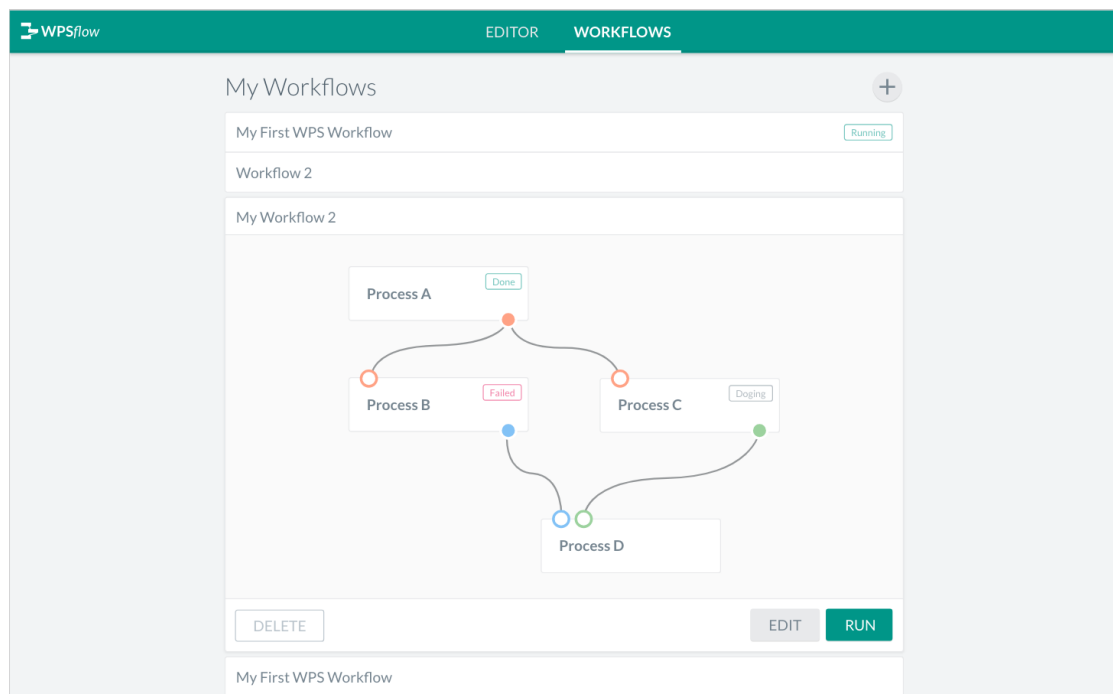 WPSflow
EDITOR WORKFLOWS
My Workflows
My First WPS Workflow Running
Workflow 2
My Workflow 2
Process A Done
Process B Failed
Process C Doging
Process D
DELETE EDIT RUN
My First WPS Workflow